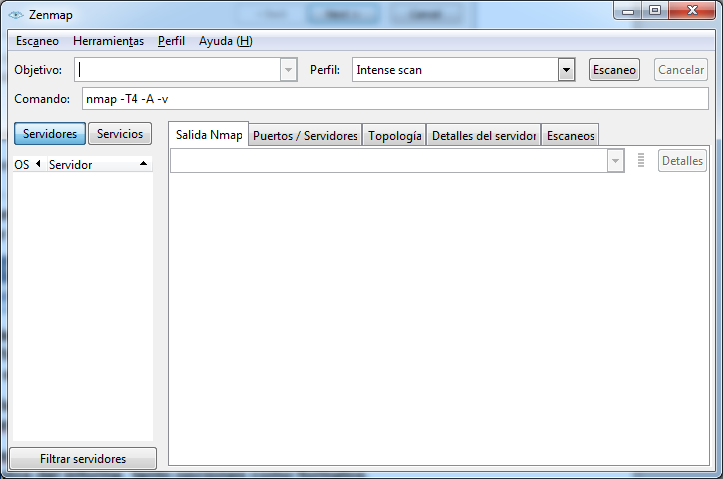 Zenmap
Escaneo Herramientas Perfil Ayuda (H)
Objetivo: Perfil: Intense scan Escaneo Cancelar
Comando: nmap -T4 -A -v
Servidores Servicios
OS Servidor
Filtrar servidores
Salida Nmap Puertos / Servidores Topología Detalles del servidor Escaneos
Detalles